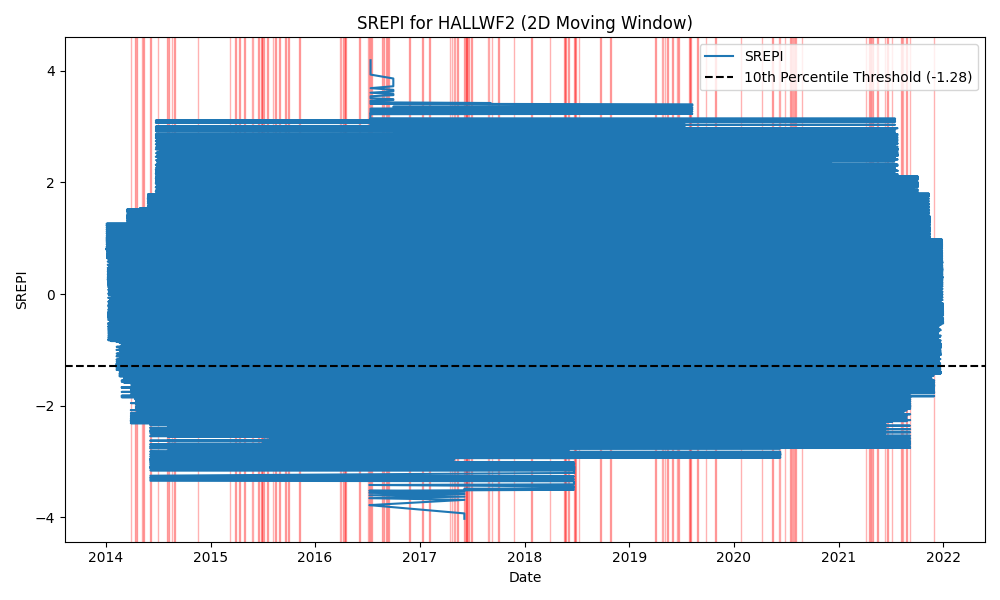 SREPI for HALLWF2 (2D Moving Window)
SREPI
10th Percentile Threshold (-1.28)
4
2
0
−2
−4
SREPI
2014 2015 2016 2017 2018 2019 2020 2021 2022
Date